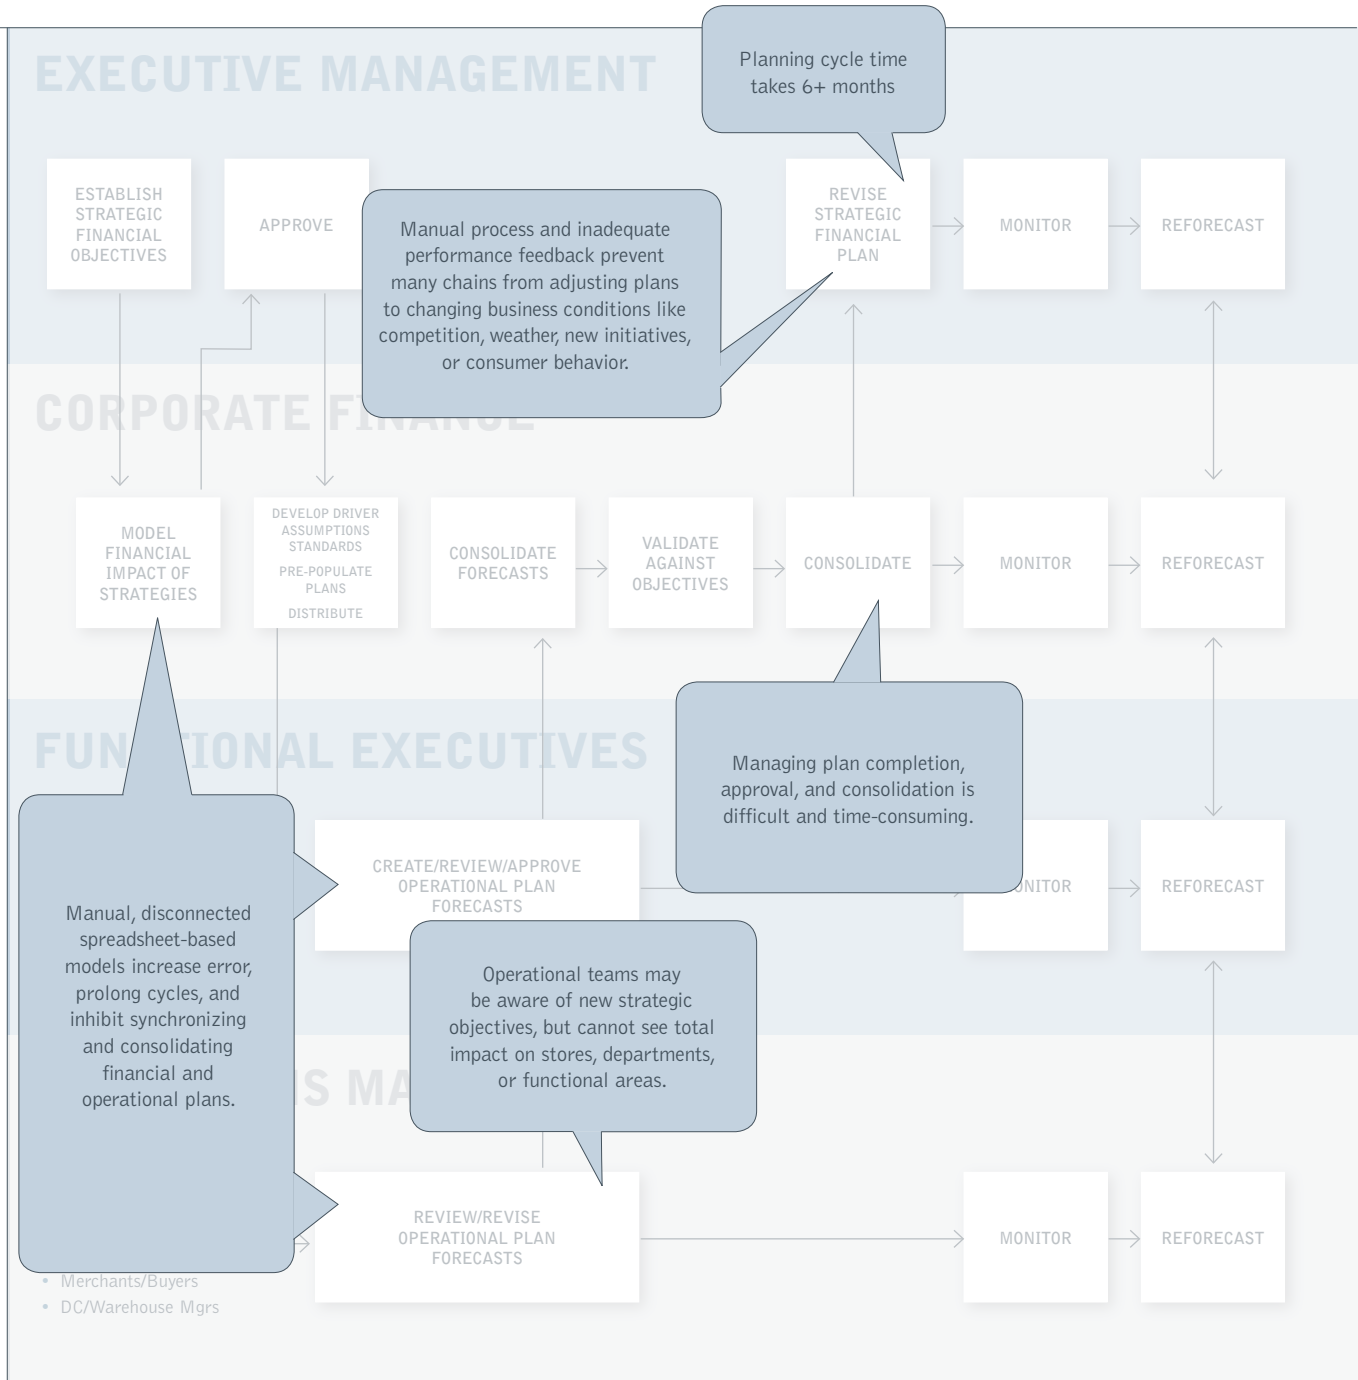 EXECUTIVE MANAGEMENT
Planning cycle time
takes 6+ months
ESTABLISH
STRATEGIC
FINANCIAL
OBJECTIVES
APPROVE
Manual process and inadequate
performance feedback prevent
many chains from adjusting plans
to changing business conditions like
competition, weather, new initiatives,
or consumer behavior.
REVISE
STRATEGIC
FINANCIAL
PLAN
MONITOR
REFORECAST
CORPORATE FINANCE
MODEL
FINANCIAL
IMPACT OF
STRATEGIES
DEVELOP DRIVER
ASSUMPTIONS
STANDARDS
PRE-POPULATE
PLANS
DISTRIBUTE
CONSOLIDATE
FORECASTS
VALIDATE
AGAINST
OBJECTIVES
CONSOLIDATE
MONITOR
REFORECAST
FUNCTIONAL EXECUTIVES
Managing plan completion,
approval, and consolidation is
difficult and time-consuming.
Manual, disconnected
spreadsheet-based
models increase error,
prolong cycles, and
inhibit synchronizing
and consolidating
financial and
operational plans.
CREATE/REVIEW/APPROVE
OPERATIONAL PLAN
FORECASTS
MONITOR
REFORECAST
Operational teams may
be aware of new strategic
objectives, but cannot see total
impact on stores, departments,
or functional areas.
REVIEW/REVISE
OPERATIONAL PLAN
FORECASTS
MONITOR
REFORECAST
• Merchants/Buyers
• DC/Warehouse Mgrs